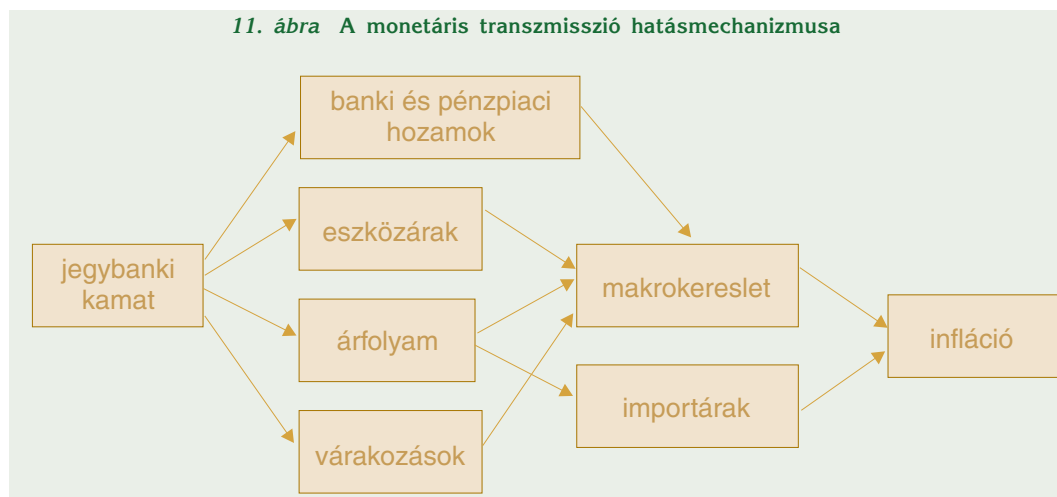 11. ábra A monetáris transzmisszió hatásmechanizmusa
banki és pénzpiaci
hozamok
eszközárak
jegybanki
kamat
makrokereslet
árfolyam
infláció
importárak
várakozások